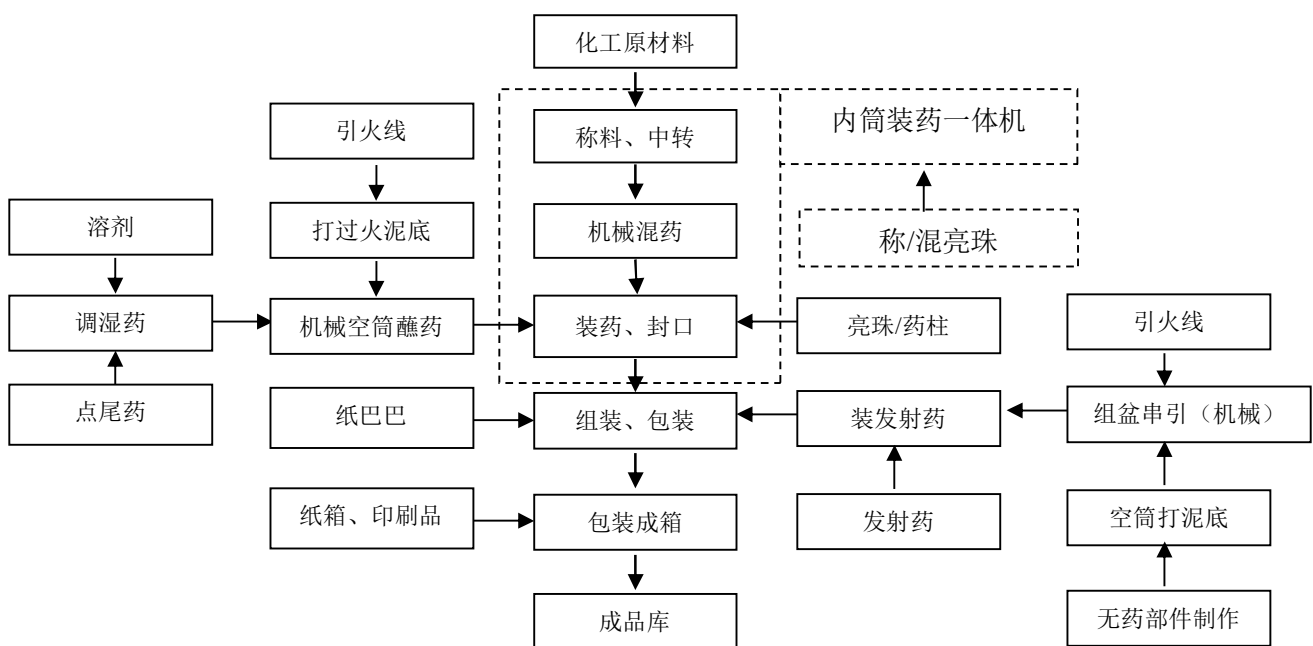 化工原材料
引火线
称料、中转
内筒装药一体机
溶剂
打过火泥底
机械混药
称/混亮珠
调湿药
机械空筒蘸药
装药、封口
亮珠/药柱
引火线
点尾药
纸巴巴
组装、包装
装发射药
组盆串引（机械）
纸箱、印刷品
包装成箱
发射药
空筒打泥底
成品库
无药部件制作